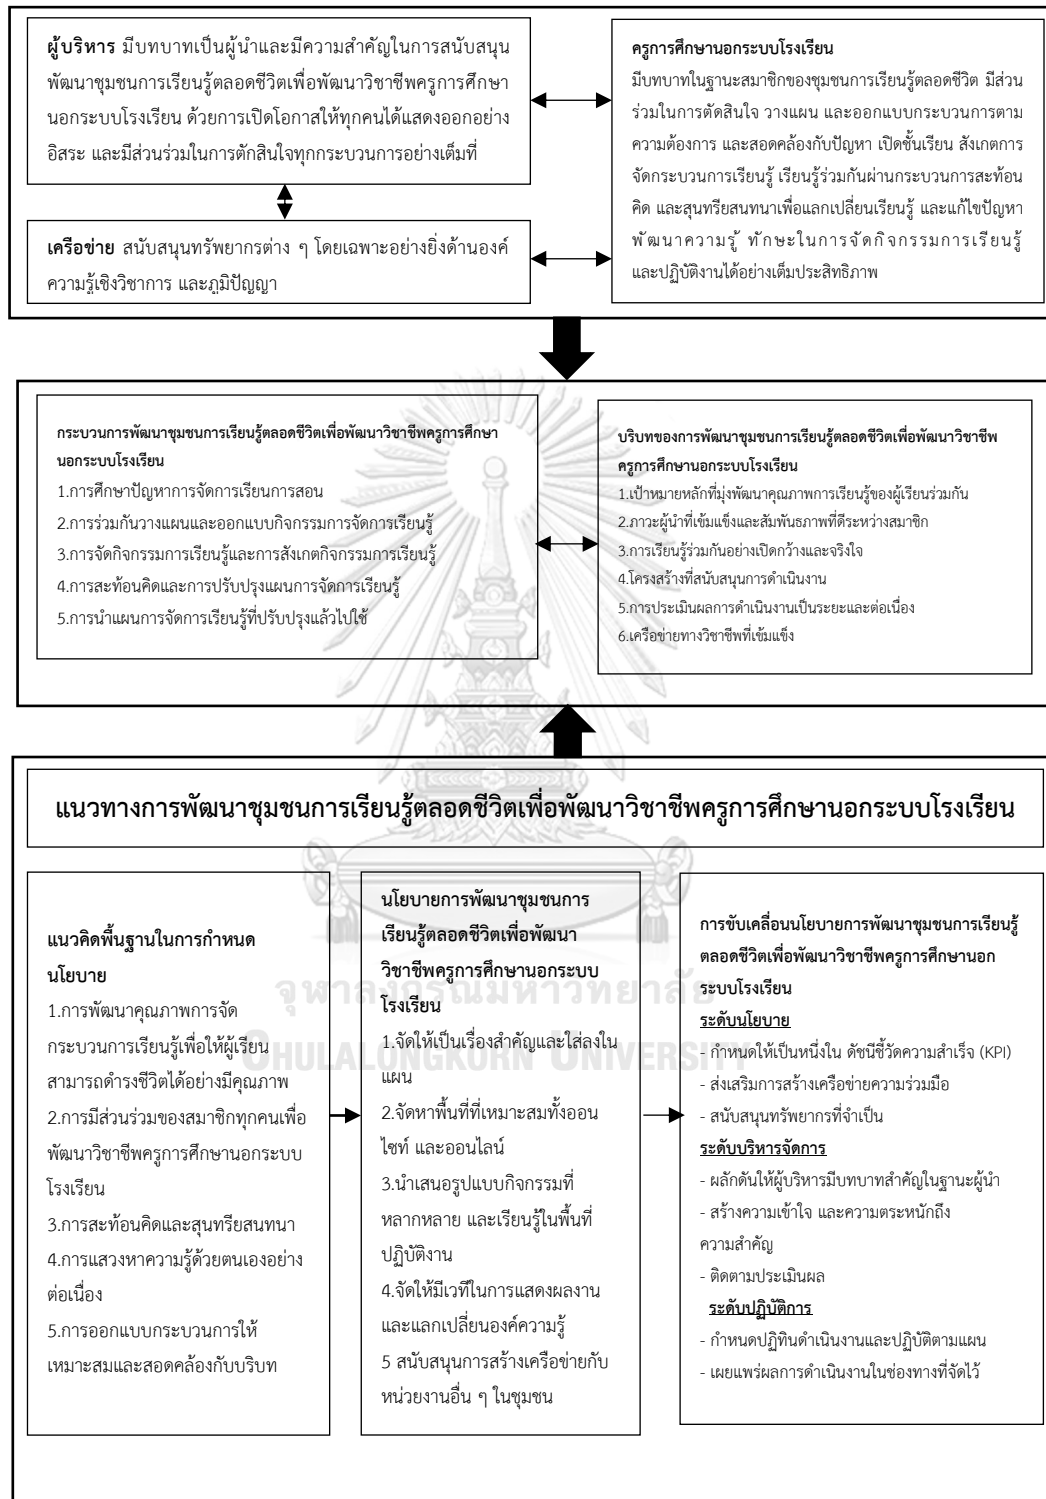 ผู้บริหาร มีบทบาทเป็นผู้นำและมีความสำคัญในการสนับสนุน
พัฒนาชุมชนการเรียนรู้ตลอดชีวิตเพื่อพัฒนาวิชาชีพครูการศึกษา
นอกระบบโรงเรียน ด้วยการเปิดโอกาสให้ทุกคนได้แสดงออกอย่าง
อิสระ และมีส่วนร่วมในการตักสินใจทุกกระบวนการอย่างเต็มที่
เครือข่าย สนับสนุนทรัพยากรต่าง ๆ โดยเฉพาะอย่างยิ่งด้านองค์
ความรู้เชิงวิชาการ และภูมิปัญญา
ครูการศึกษานอกระบบโรงเรียน
มีบทบาทในฐานะสมาชิกของชุมชนการเรียนรู้ตลอดชีวิต มีส่วน
ร่วมในการตัดสินใจ วางแผน และออกแบบกระบวนการตาม
ความต้องการ และสอดคล้องกับปัญหา เปิดชั้นเรียน สังเกตการ
จัดกระบวนการเรียนรู้ เรียนรู้ร่วมกันผ่านกระบวนการสะท้อน
คิด และสุนทรียสนทนาเพื่อแลกเปลี่ยนเรียนรู้ และแก้ไขปัญหา
พัฒนาความรู้ ทักษะในการจัดกิจกรรมการเรียนรู้
และปฏิบัติงานได้อย่างเต็มประสิทธิภาพ
กระบวนการพัฒนาชุมชนการเรียนรู้ตลอดชีวิตเพื่อพัฒนาวิชาชีพครูการศึกษา
นอกระบบโรงเรียน
1.การศึกษาปัญหาการจัดการเรียนการสอน
2.การร่วมกันวางแผนและออกแบบกิจกรรมการจัดการเรียนรู้
3.การจัดกิจกรรมการเรียนรู้และการสังเกตกิจกรรมการเรียนรู้
4.การสะท้อนคิดและการปรับปรุงแผนการจัดการเรียนรู้
5.การนำแผนการจัดการเรียนรู้ที่ปรับปรุงแล้วไปใช้
บริบทของการพัฒนาชุมชนการเรียนรู้ตลอดชีวิตเพื่อพัฒนาวิชาชีพ
ครูการศึกษานอกระบบโรงเรียน
1.เป้าหมายหลักที่มุ่งพัฒนาคุณภาพการเรียนรู้ของผู้เรียนร่วมกัน
2.ภาวะผู้นำที่เข้มแข็งและสัมพันธภาพที่ดีระหว่างสมาชิก
3.การเรียนรู้ร่วมกันอย่างเปิดกว้างและจริงใจ
4.โครงสร้างที่สนับสนุนการดำเนินงาน
5.การประเมินผลการดำเนินงานเป็นระยะและต่อเนื่อง
6.เครือข่ายทางวิชาชีพที่เข้มแข็ง
แนวทางการพัฒนาชุมชนการเรียนรู้ตลอดชีวิตเพื่อพัฒนาวิชาชีพครูการศึกษานอกระบบโรงเรียน
แนวคิดพื้นฐานในการกำหนด
นโยบาย
1.การพัฒนาคุณภาพการจัด
กระบวนการเรียนรู้เพื่อให้ผู้เรียน
สามารถดำรงชีวิตได้อย่างมีคุณภาพ
2.การมีส่วนร่วมของสมาชิกทุกคนเพื่อ
พัฒนาวิชาชีพครูการศึกษานอกระบบ
โรงเรียน
3.การสะท้อนคิดและสุนทรียสนทนา
4.การแสวงหาความรู้ด้วยตนเองอย่าง
ต่อเนื่อง
5.การออกแบบกระบวนการให้
เหมาะสมและสอดคล้องกับบริบท
นโยบายการพัฒนาชุมชนการ
เรียนรู้ตลอดชีวิตเพื่อพัฒนา
วิชาชีพครูการศึกษานอกระบบ
โรงเรียน
1.จัดให้เป็นเรื่องสำคัญและใส่ลงใน
แผน
2.จัดหาพื้นที่ที่เหมาะสมทั้งออน
ไซท์ และออนไลน์
3.นำเสนอรูปแบบกิจกรรมที่
หลากหลาย และเรียนรู้ในพื้นที่
ปฏิบัติงาน
4.จัดให้มีเวทีในการแสดงผลงาน
และแลกเปลี่ยนองค์ความรู้
5 สนับสนุนการสร้างเครือข่ายกับ
หน่วยงานอื่น ๆ ในชุมชน
การขับเคลื่อนนโยบายการพัฒนาชุมชนการเรียนรู้
ตลอดชีวิตเพื่อพัฒนาวิชาชีพครูการศึกษานอก
ระบบโรงเรียน
ระดับนโยบาย
- กำหนดให้เป็นหนึ่งใน ดัชนีชี้วัดความสำเร็จ (KPI)
- ส่งเสริมการสร้างเครือข่ายความร่วมมือ
- สนับสนุนทรัพยากรที่จำเป็น
ระดับบริหารจัดการ
- ผลักดันให้ผู้บริหารมีบทบาทสำคัญในฐานะผู้นำ
- สร้างความเข้าใจ และความตระหนักถึง
ความสำคัญ
- ติดตามประเมินผล
ระดับปฏิบัติการ
- กำหนดปฏิทินดำเนินงานและปฏิบัติตามแผน
- เผยแพร่ผลการดำเนินงานในช่องทางที่จัดไว้
จุฬาลงกรณ์มหาวิทยาลัย
CHULALONGKORN UNIVERSITY